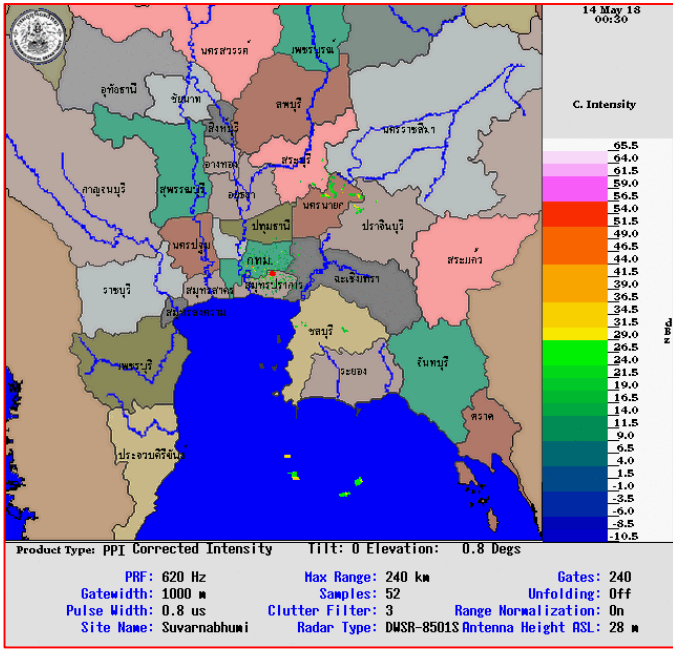 14 May 18
00:30
C. Intensity
65.5
64.0
61.5
59.0
56.5
54.0
51.5
49.0
46.5
44.0
41.5
39.0
36.5
34.0
31.5
29.0
26.5
24.0
21.5
19.0
16.5
14.0
11.5
9.0
6.5
4.0
1.5
-1.0
-3.5
-6.0
-8.5
-10.5
นครสวรรค์
เพชรบูรณ์
อุทัยธานี
ชัยนาท
ลพบุรี
สิงหบุรี
นครราชสีมา
อ่างทอง
สระบุรี
กาญจนบุรี
สุพรรณบุรี
อยุธยา
นครนายก
ปทุมธานี
ปราจีนบุรี
นครปฐม
กทม.
สระแก้ว
ราชบุรี
สมุทรสาคร
สมุทรปราการ
ฉะเชิงเทรา
สมุทรสงคราม
ชลบุรี
เพชรบุรี
ระยอง
จันทบุรี
ตราด
ประจวบคีรีขันธ์
Product Type: PPI Corrected Intensity Tilt: 0 Elevation: 0.8 Degs
PRF: 620 Hz Max Range: 240 km Gates: 240
Gatewidth: 1000 m Samples: 52 Unfolding: Off
Pulse Width: 0.8 us Clutter Filter: 3 Range Normalization: On
Site Name: Suvarnabhumi Radar Type: DWSR-8501S Antenna Height ASL: 28 m